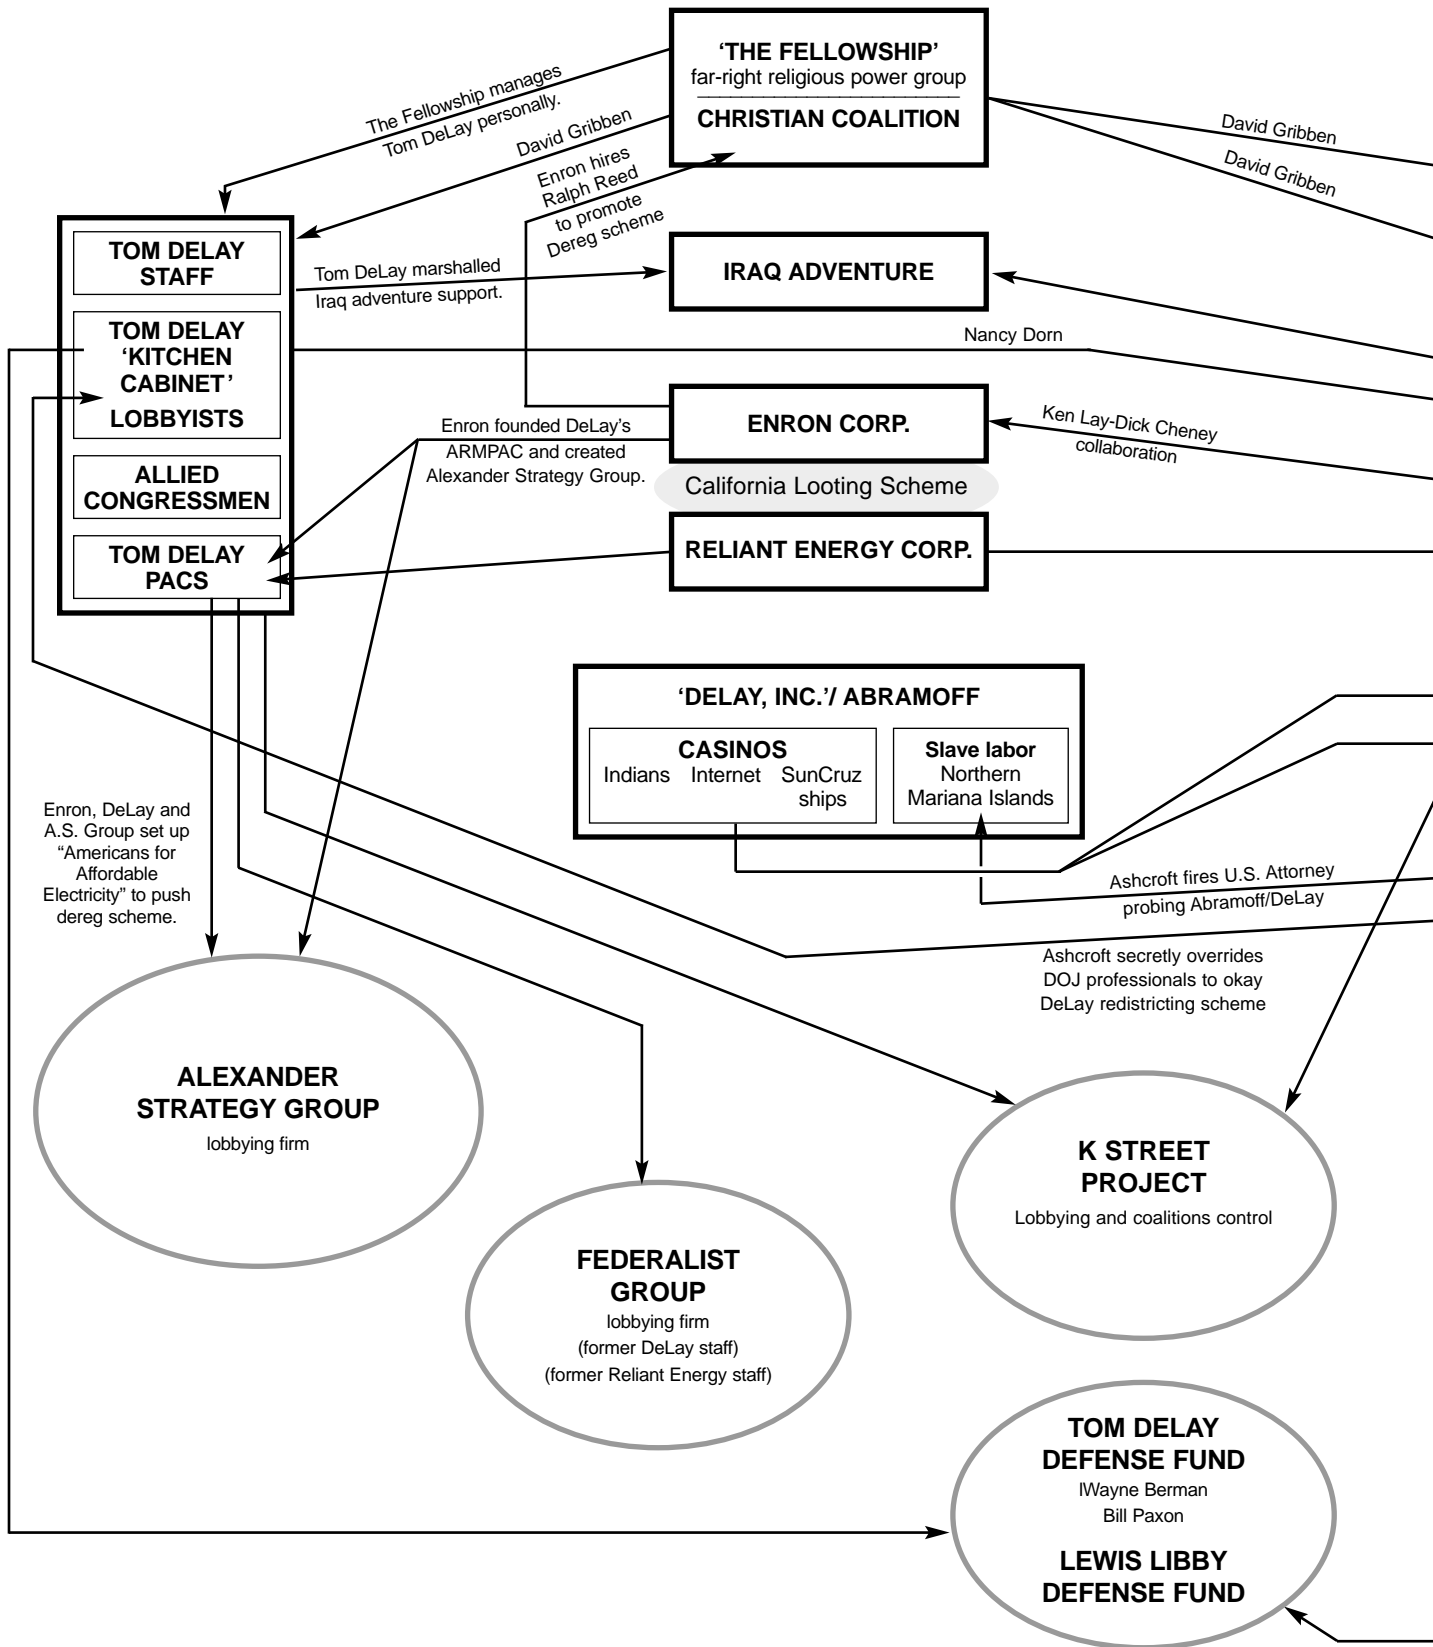 ‘THE FELLOWSHIP’
far-right religious power group
CHRISTIAN COALITION
The Fellowship manages
Tom DeLay personally.
David Gribben
Enron hires
Ralph Reed
to promote
Dereg scheme
David Gribben
David Gribben
TOM DELAY
STAFF
TOM DELAY
‘KITCHEN
CABINET’
LOBBYISTS
ALLIED
CONGRESSMEN
TOM DELAY
PACS
Tom DeLay marshalled
Iraq adventure support.
IRAQ ADVENTURE
Nancy Dorn
Enron founded DeLay’s
ARMPAC and created
Alexander Strategy Group.
ENRON CORP.
Ken Lay-Dick Cheney
collaboration
California Looting Scheme
RELIANT ENERGY CORP.
‘DELAY, INC.’/ ABRAMOFF
CASINOS
Indians Internet SunCruz
ships
Slave labor
Northern
Mariana Islands
Enron, DeLay and
A.S. Group set up
“Americans for
Affordable
Electricity” to push
dereg scheme.
Ashcroft fires U.S. Attorney
probing Abramoff/DeLay
Ashcroft secretly overrides
DOJ professionals to okay
DeLay redistricting scheme
ALEXANDER
STRATEGY GROUP
lobbying firm
FEDERALIST
GROUP
lobbying firm
(former DeLay staff)
(former Reliant Energy staff)
K STREET
PROJECT
Lobbying and coalitions control
TOM DELAY
DEFENSE FUND
lWayne Berman
Bill Paxon
LEWIS LIBBY
DEFENSE FUND